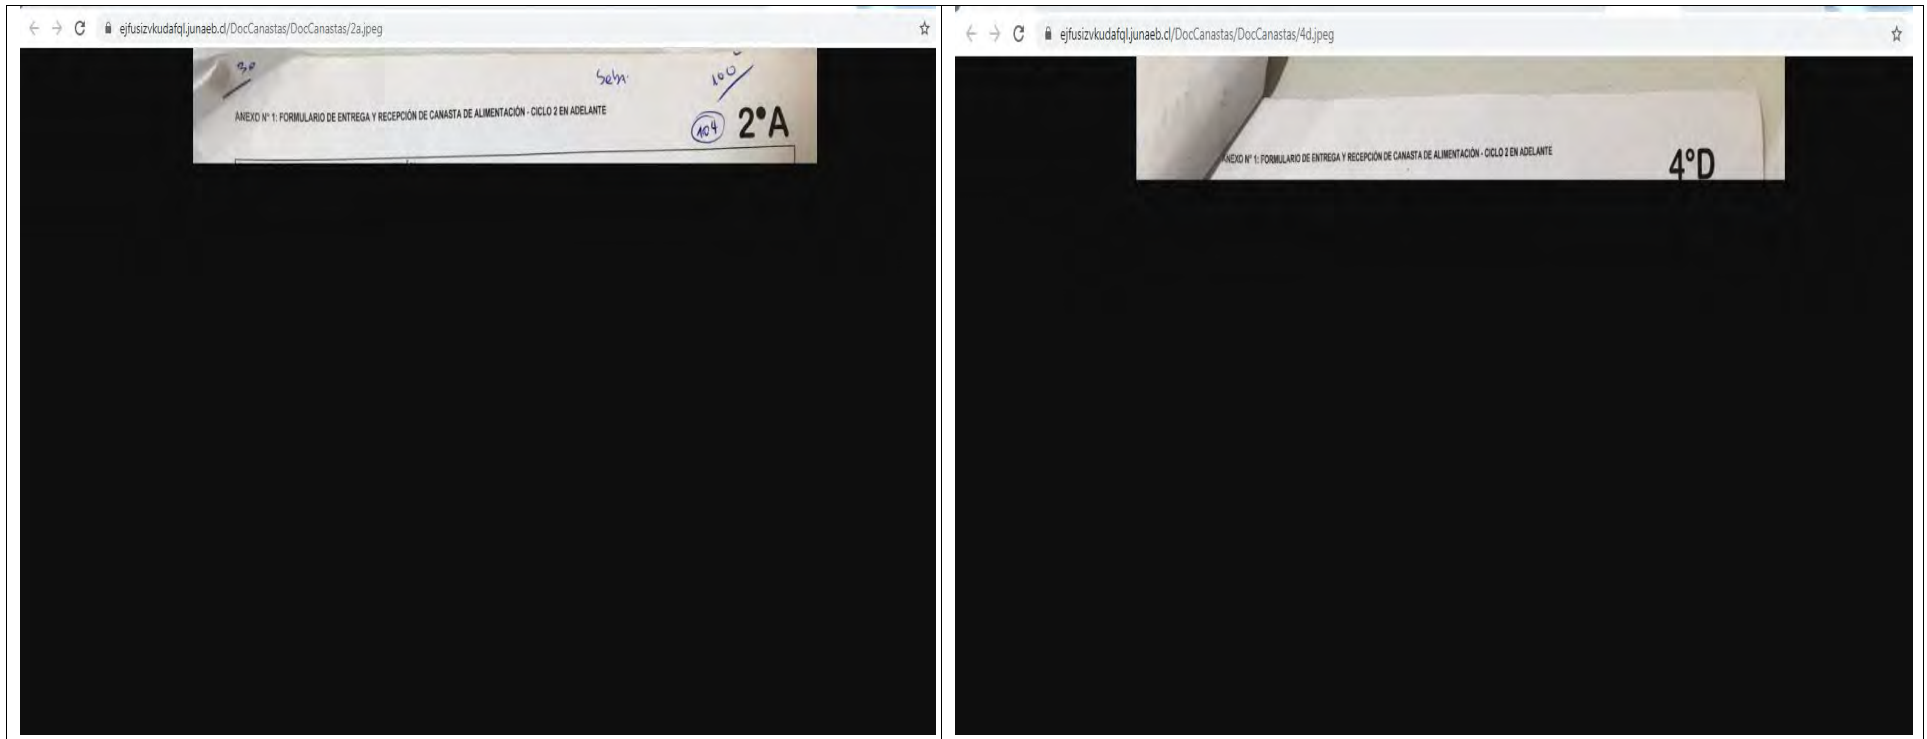 ejfusizvkudafql.junaeb.cl/DocCanastas/DocCanastas/2a.jpeg
30
Seba
100
ANEXO N° 1: FORMULARIO DE ENTREGA Y RECEPCIÓN DE CANASTA DE ALIMENTACIÓN - CICLO 2 EN ADELANTE
104
2°A
ejfusizvkudafql.junaeb.cl/DocCanastas/DocCanastas/4d.jpeg
ANEXO N° 1: FORMULARIO DE ENTREGA Y RECEPCIÓN DE CANASTA DE ALIMENTACIÓN - CICLO 2 EN ADELANTE
4°D